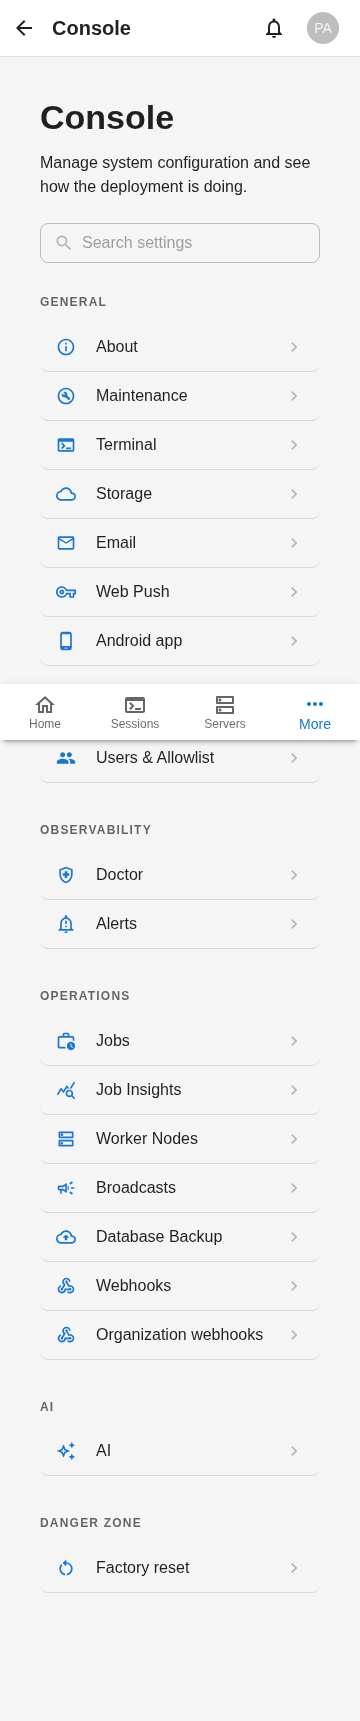 Console
PA
Console
Manage system configuration and see
how the deployment is doing.
Search settings
GENERAL
About
Maintenance
Terminal
Storage
Email
Web Push
Android app
Home
Sessions
Servers
More
Users & Allowlist
OBSERVABILITY
Doctor
Alerts
OPERATIONS
Jobs
Job Insights
Worker Nodes
Broadcasts
Database Backup
Webhooks
Organization webhooks
AI
AI
DANGER ZONE
Factory reset